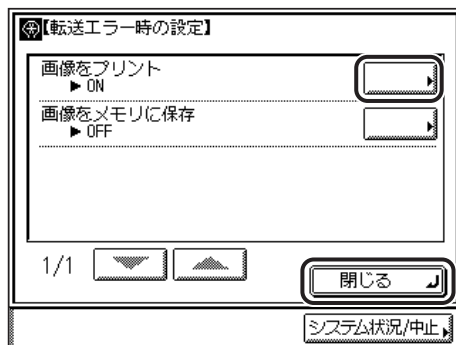 【転送エラー時の設定】
画像をプリント
▶ ON
画像をメモリに保存
▶ OFF
1/1
閉じる
システム状況/中止